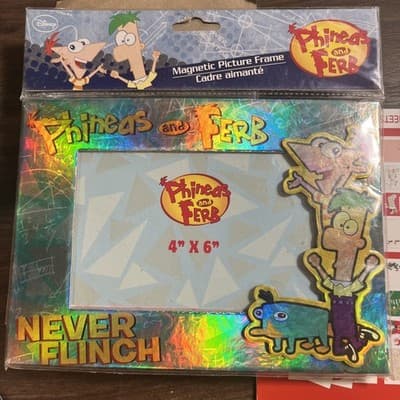 Disney
Phineas and Ferb
Magnetic Picture Frame
Cadre aimanté
Phineas and Ferb
Phineas
and
Ferb
4" X 6"
NEVER
FLINCH